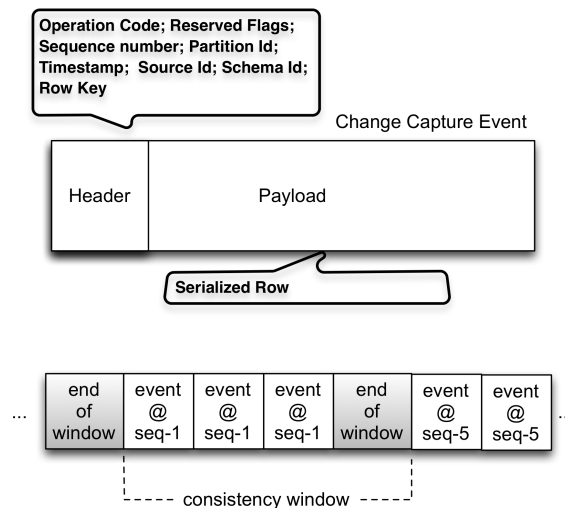 Operation Code; Reserved Flags;
Sequence number; Partition Id;
Timestamp; Source Id; Schema Id;
Row Key
Change Capture Event
Header
Payload
Serialized Row
...
end
of
window
event
@
seq-1
event
@
seq-1
event
@
seq-1
end
of
window
event
@
seq-5
event
@
seq-5
consistency window